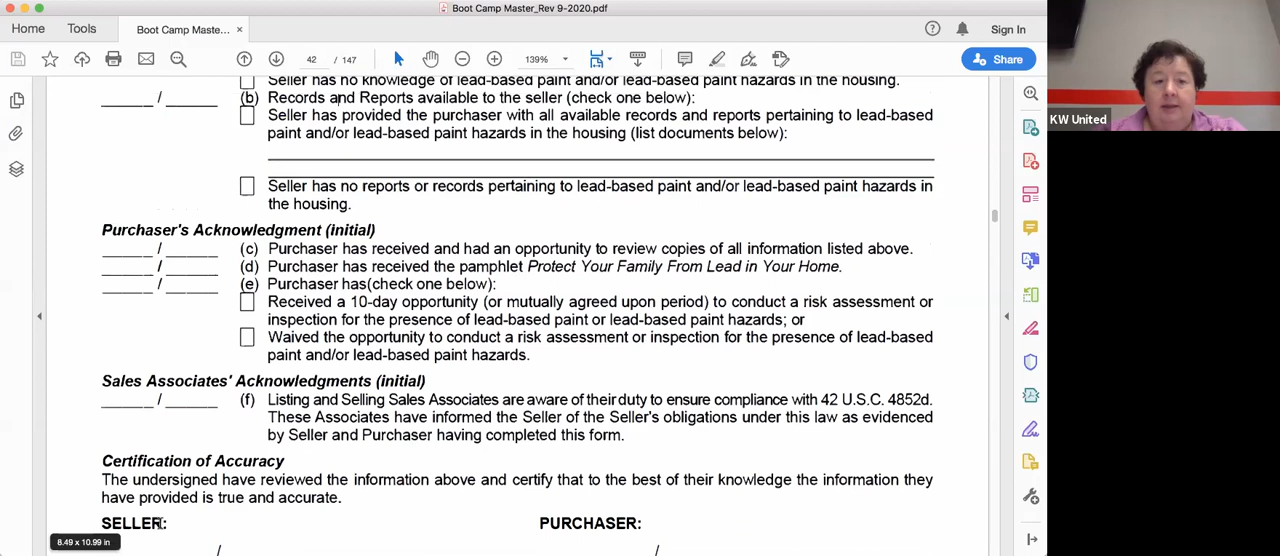 Boot Camp Master_Rev 9-2020.pdf
Home
Tools
Boot Camp Maste...
×
Sign In
42 / 147
139%
Share
Seller has no knowledge of lead-based paint and/or lead-based paint hazards in the housing.
_____ / _____ (b) Records and Reports available to the seller (check one below):
Seller has provided the purchaser with all available records and reports pertaining to lead-based
paint and/or lead-based paint hazards in the housing (list documents below):
Seller has no reports or records pertaining to lead-based paint and/or lead-based paint hazards in
the housing.
Purchaser's Acknowledgment (initial)
_____ / _____ (c) Purchaser has received and had an opportunity to review copies of all information listed above.
_____ / _____ (d) Purchaser has received the pamphlet Protect Your Family From Lead in Your Home.
_____ / _____ (e) Purchaser has(check one below):
Received a 10-day opportunity (or mutually agreed upon period) to conduct a risk assessment or
inspection for the presence of lead-based paint or lead-based paint hazards; or
Waived the opportunity to conduct a risk assessment or inspection for the presence of lead-based
paint and/or lead-based paint hazards.
Sales Associates' Acknowledgments (initial)
_____ / _____ (f) Listing and Selling Sales Associates are aware of their duty to ensure compliance with 42 U.S.C. 4852d.
These Associates have informed the Seller of the Seller's obligations under this law as evidenced
by Seller and Purchaser having completed this form.
Certification of Accuracy
The undersigned have reviewed the information above and certify that to the best of their knowledge the information they
have provided is true and accurate.
SELLER: PURCHASER:
/ /
8.49 x 10.99 in
KW United